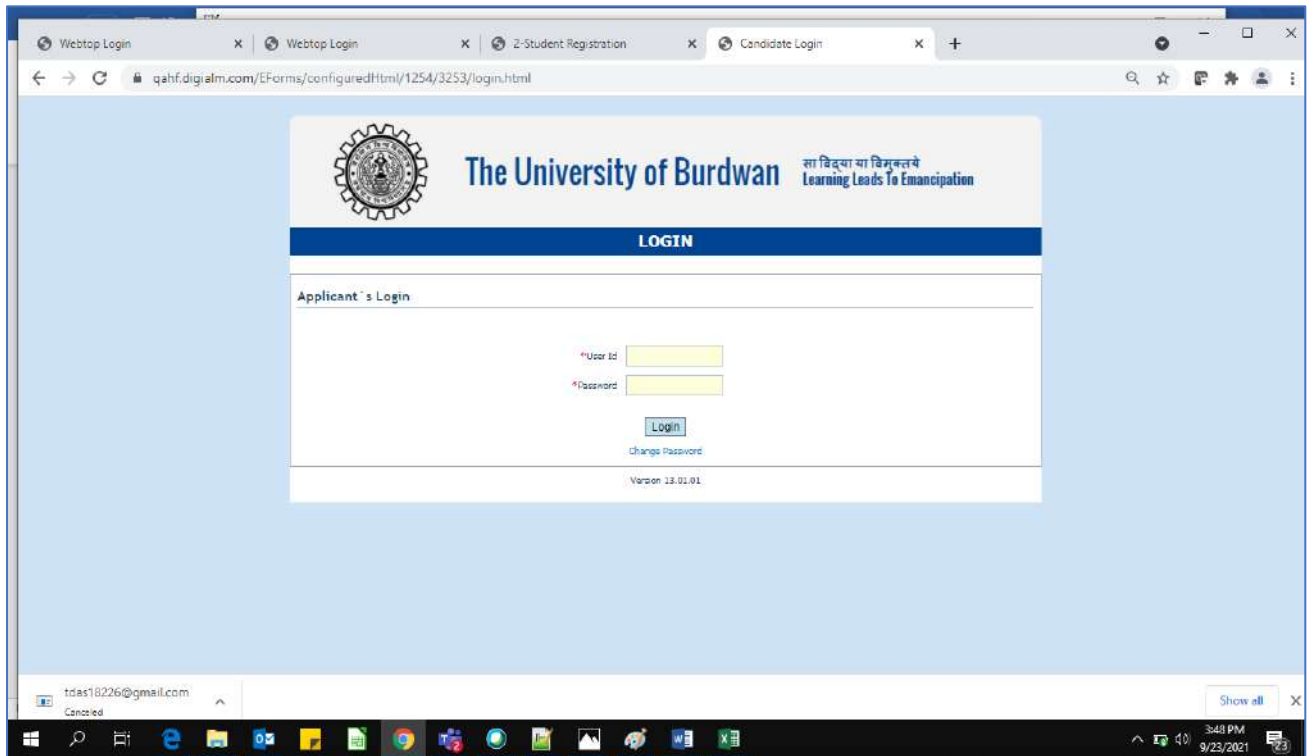 Webtop Login
Webtop Login
2-Student Registration
Candidate Login
qahf.digialm.com/EForms/configuredHtml/1254/3253/login.html
The University of Burdwan
सा विद्या या विमुक्तये
Learning Leads To Emancipation
LOGIN
Applicant´s Login
*User Id
*Password
Login
Change Password
Version 13.01.01
tdas18226@gmail.com
Canceled
Show all
3:48 PM
9/23/2021
23